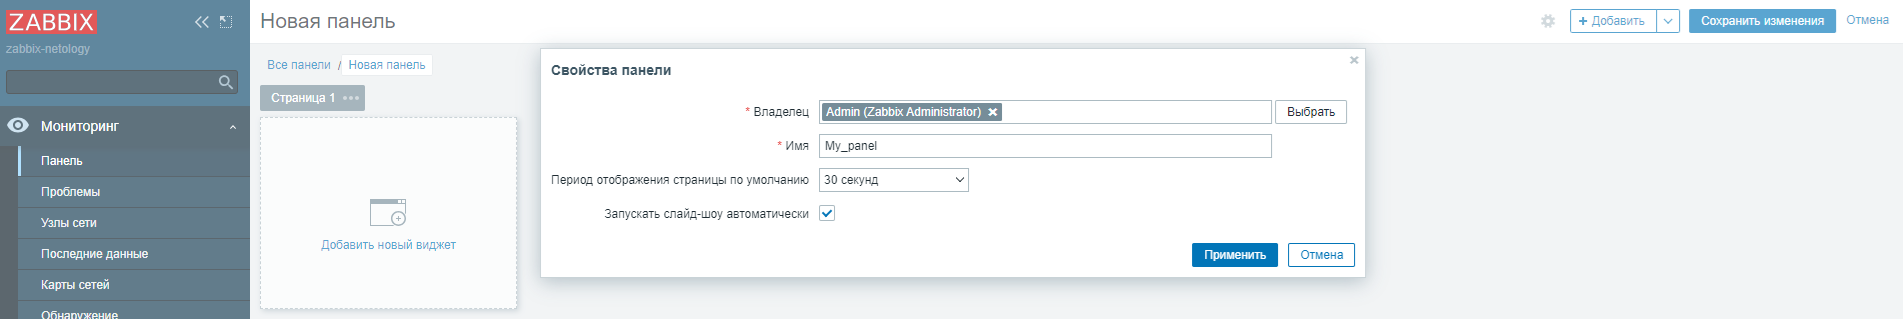 ZABBIX
zabbix-netology
Мониторинг
Панель
Проблемы
Узлы сети
Последние данные
Карты сетей
Обнаружение
Новая панель
+ Добавить
Сохранить изменения
Отмена
Все панели / Новая панель
Страница 1
Добавить новый виджет
Свойства панели
* Владелец Admin (Zabbix Administrator) Выбрать
* Имя My_panel
Период отображения страницы по умолчанию 30 секунд
Запускать слайд-шоу автоматически
Применить Отмена